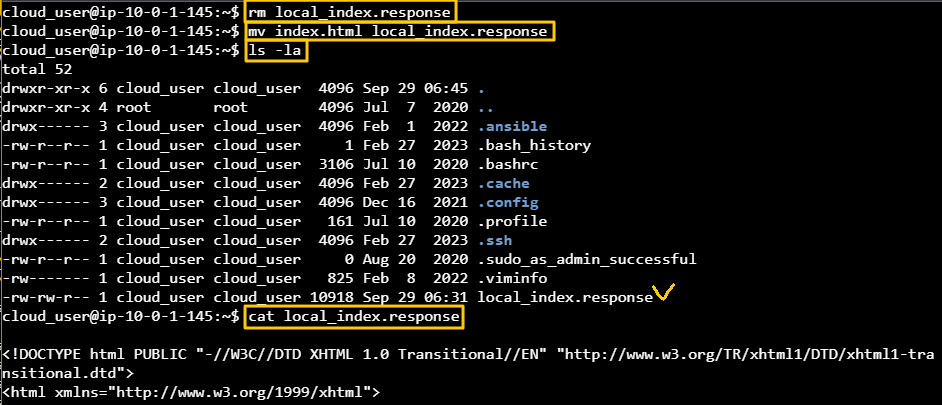 cloud_user@ip-10-0-1-145:~$ rm local_index.response
cloud_user@ip-10-0-1-145:~$ mv index.html local_index.response
cloud_user@ip-10-0-1-145:~$ ls -la
total 52
drwxr-xr-x 6 cloud_user cloud_user  4096 Sep 29 06:45 .
drwxr-xr-x 4 root       root        4096 Jul  7  2020 ..
drwx------ 3 cloud_user cloud_user  4096 Feb  1  2022 .ansible
-rw-r--r-- 1 cloud_user cloud_user     1 Feb 27  2023 .bash_history
-rw-r--r-- 1 cloud_user cloud_user  3106 Jul 10  2020 .bashrc
drwx------ 2 cloud_user cloud_user  4096 Feb 27  2023 .cache
drwx------ 3 cloud_user cloud_user  4096 Dec 16  2021 .config
-rw-r--r-- 1 cloud_user cloud_user   161 Jul 10  2020 .profile
drwx------ 2 cloud_user cloud_user  4096 Feb 27  2023 .ssh
-rw-r--r-- 1 cloud_user cloud_user     0 Aug 20  2020 .sudo_as_admin_successful
-rw------- 1 cloud_user cloud_user   825 Feb  8  2022 .viminfo
-rw-rw-r-- 1 cloud_user cloud_user 10918 Sep 29 06:31 local_index.response
cloud_user@ip-10-0-1-145:~$ cat local_index.response
<!DOCTYPE html PUBLIC "-//W3C//DTD XHTML 1.0 Transitional//EN" "http://www.w3.org/TR/xhtml1/DTD/xhtml1-tra
nsitional.dtd">
<html xmlns="http://www.w3.org/1999/xhtml">